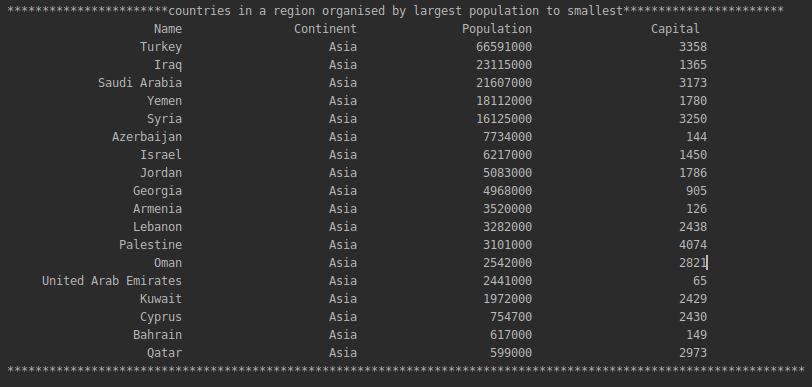 ***********************countries in a region organised by largest population to smallest***********************
Name Continent Population Capital
Turkey Asia 66591000 3358
Iraq Asia 23115000 1365
Saudi Arabia Asia 21607000 3173
Yemen Asia 18112000 1780
Syria Asia 16125000 3250
Azerbaijan Asia 7734000 144
Israel Asia 6217000 1450
Jordan Asia 5083000 1786
Georgia Asia 4968000 905
Armenia Asia 3520000 126
Lebanon Asia 3282000 2438
Palestine Asia 3101000 4074
Oman Asia 2542000 2821
United Arab Emirates Asia 2441000 65
Kuwait Asia 1972000 2429
Cyprus Asia 754700 2430
Bahrain Asia 617000 149
Qatar Asia 599000 2973
******************************************************************************************************************